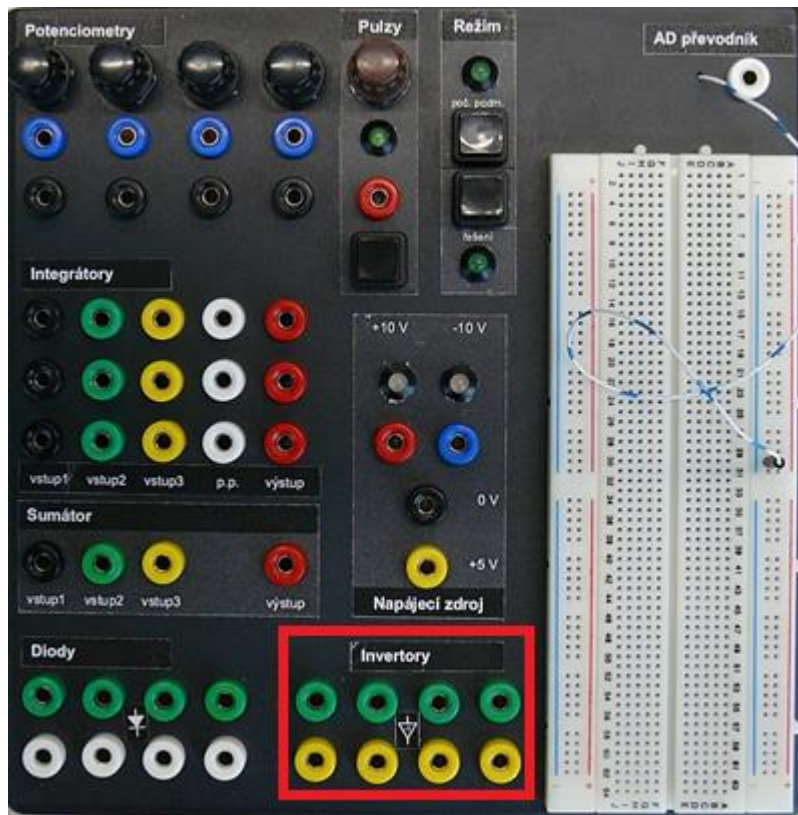 Potenciometry
Pulzy
Režim
AD převodník
poč. podm.
řešení
Integrátory
+10 V -10 V
vstup1 vstup2 vstup3 p.p. výstup
0 V
Sumátor
+5 V
vstup1 vstup2 vstup3 výstup
Napájecí zdroj
Diody
Invertory